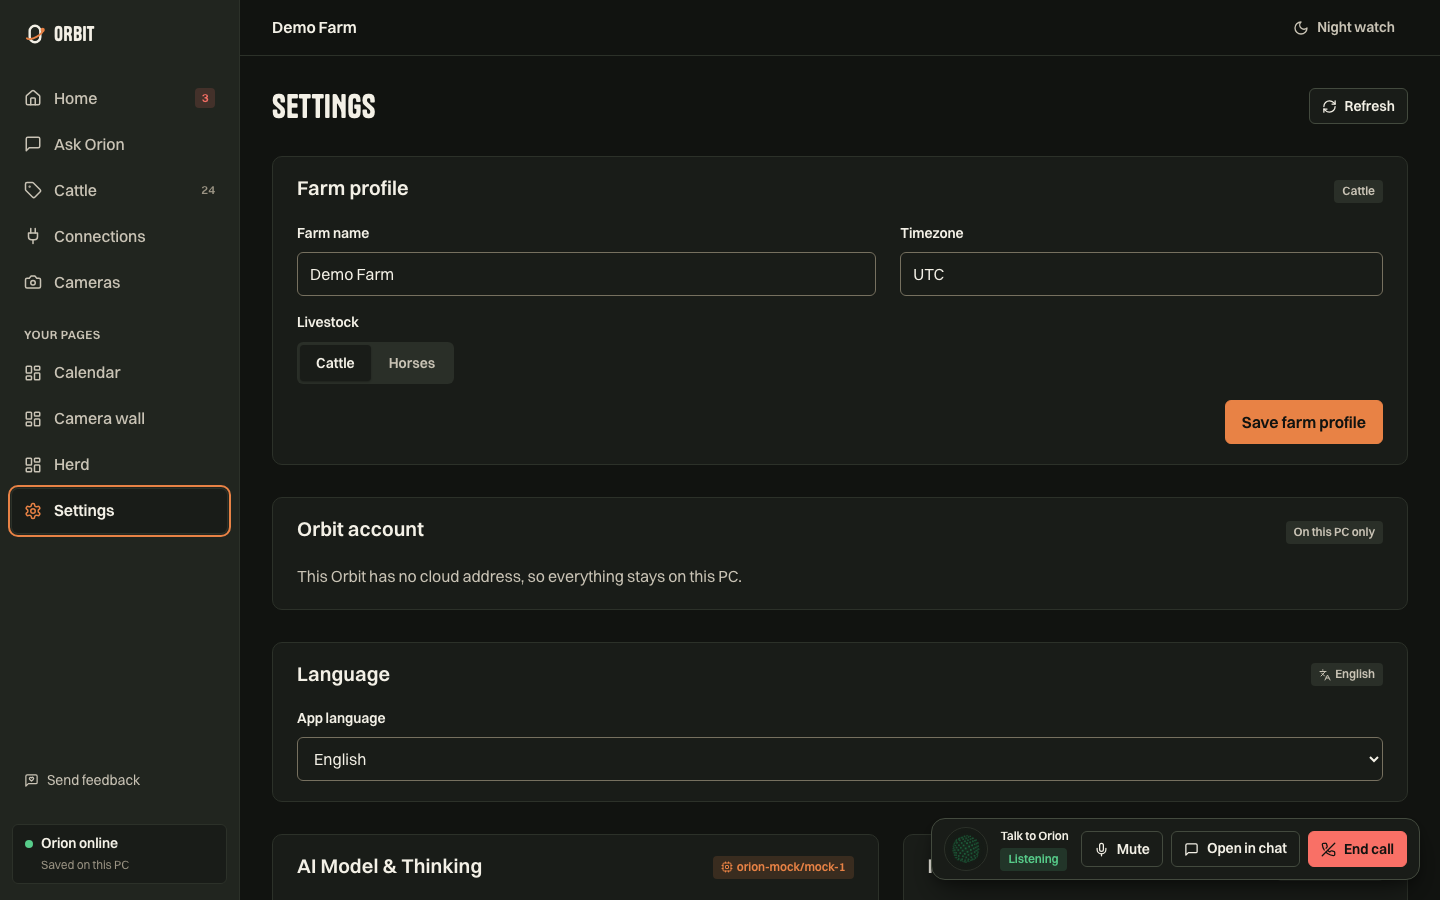 ORBIT
Home 3
Ask Orion
Cattle 24
Connections
Cameras
YOUR PAGES
Calendar
Camera wall
Herd
Settings
Send feedback
Orion online
Saved on this PC
Demo Farm
Night watch
SETTINGS
Refresh
Farm profile
Cattle
Farm name
Demo Farm
Timezone
UTC
Livestock
Cattle Horses
Save farm profile
Orbit account
On this PC only
This Orbit has no cloud address, so everything stays on this PC.
Language
English
App language
English
AI Model & Thinking
orion-mock/mock-1
Talk to Orion
Listening
Mute
Open in chat
End call